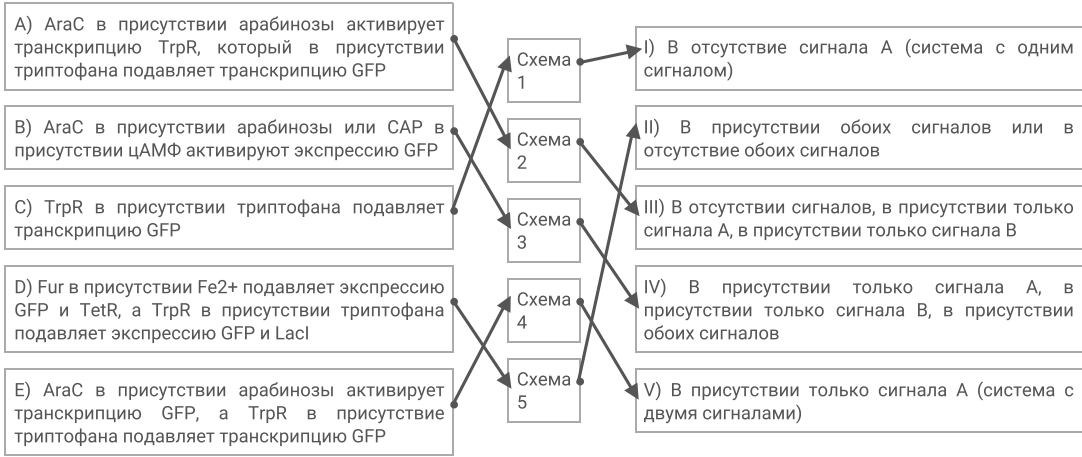 A) AraC в присутствии арабинозы активирует
транскрипцию TrpR, который в присутствии
триптофана подавляет транскрипцию GFP
B) AraC в присутствии арабинозы или CAP в
присутствии цАМФ активируют экспрессию GFP
C) TrpR в присутствии триптофана подавляет
транскрипцию GFP
D) Fur в присутствии Fe2+ подавляет экспрессию
GFP и TetR, а TrpR в присутствии триптофана
подавляет экспрессию GFP и LacI
E) AraC в присутствии арабинозы активирует
транскрипцию GFP, а TrpR в присутствие
триптофана подавляет транскрипцию GFP
Схема
1
Схема
2
Схема
3
Схема
4
Схема
5
I) В отсутствие сигнала А (система с одним
сигналом)
II) В присутствии обоих сигналов или в
отсутствие обоих сигналов
III) В отсутствии сигналов, в присутствии только
сигнала А, в присутствии только сигнала В
IV) В присутствии только сигнала А, в
присутствии только сигнала В, в присутствии
обоих сигналов
V) В присутствии только сигнала А (система с
двумя сигналами)